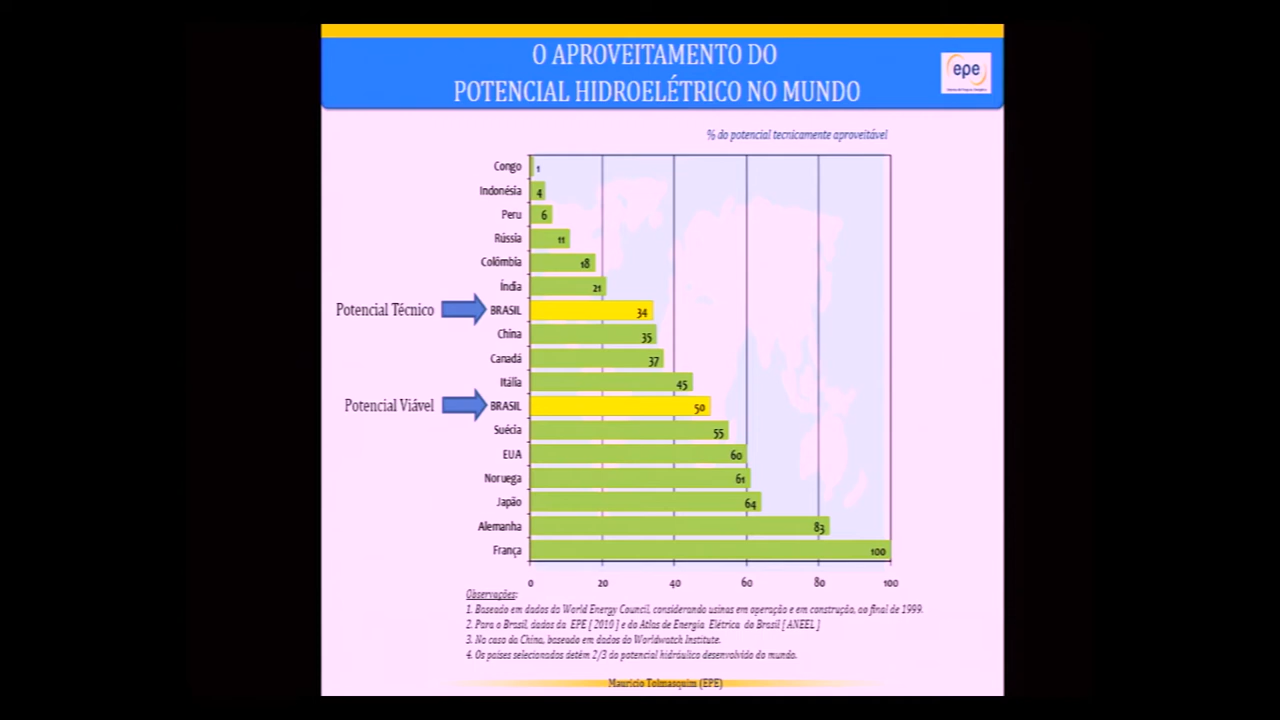 O APROVEITAMENTO DO
POTENCIAL HIDROELÉTRICO NO MUNDO
epe
% do potencial tecnicamente aproveitável
Congo 1
Indonésia 4
Peru 6
Rússia 11
Colômbia 18
Índia 21
Potencial Técnico BRASIL 34
China 35
Canadá 37
Itália 45
Potencial Viável BRASIL 50
Suécia 55
EUA 60
Noruega 61
Japão 64
Alemanha 83
França 100
0 20 40 60 80 100
Observações:
1. Baseado em dados do World Energy Council, considerando usinas em operação e em construção, ao final de 1999.
2. Para o Brasil, dados da EPE [ 2010 ] e do Atlas de Energia Elétrica do Brasil [ ANEEL ]
3. No caso da China, baseado em dados do Worldwatch Institute.
4. Os países selecionados detêm 2/3 do potencial hidráulico desenvolvido do mundo.
Maurício Tolmasquim (EPE)